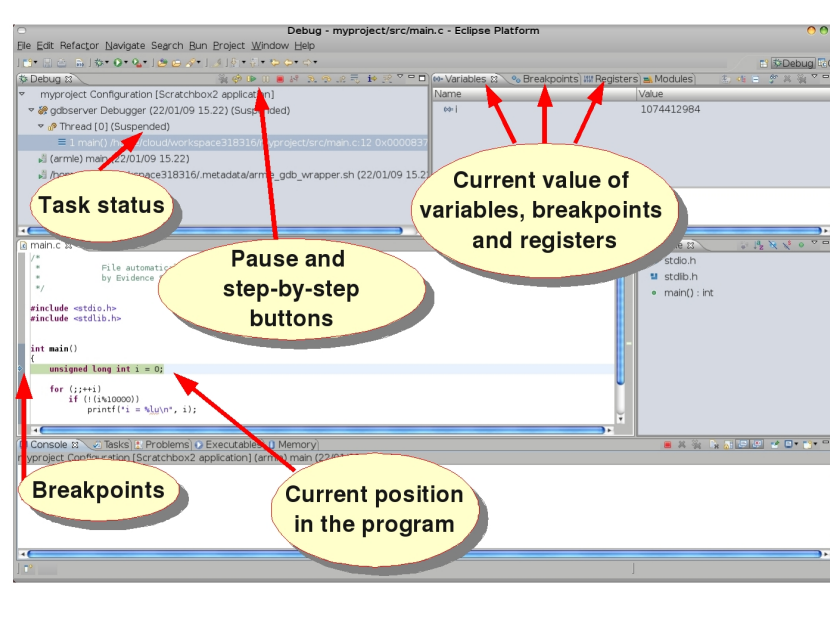 Debug - myproject/src/main.c - Eclipse Platform
File Edit Refactor Navigate Search Run Project Window Help
Debug
Debug
myproject Configuration [Scratchbox2 application]
gdbserver Debugger (22/01/09 15.22) (Suspended)
Thread [0] (Suspended)
1 main()
cloud/workspace318316/myproject/src/main.c:12 0x0000837
(armle) main (22/01/09 15.22)
space318316/.metadata/arme_gdb_wrapper.sh (22/01/09 15.2
Variables Breakpoints Registers Modules
Name Value
i 1074412984
Task status
Current value of
variables, breakpoints
and registers
Pause and
step-by-step
buttons
main.c
/*
* File automatic
* by Evidence
*/
#include <stdio.h>
#include <stdlib.h>
int main()
{
unsigned long int i = 0;
for (;;++i)
if (!(i%10000))
printf("i = %lu\n", i);
stdio.h
stdlib.h
main() : int
Console Tasks Problems Executables Memory
myproject Configuration [Scratchbox2 application] (armle) main (22/01
Breakpoints
Current position
in the program